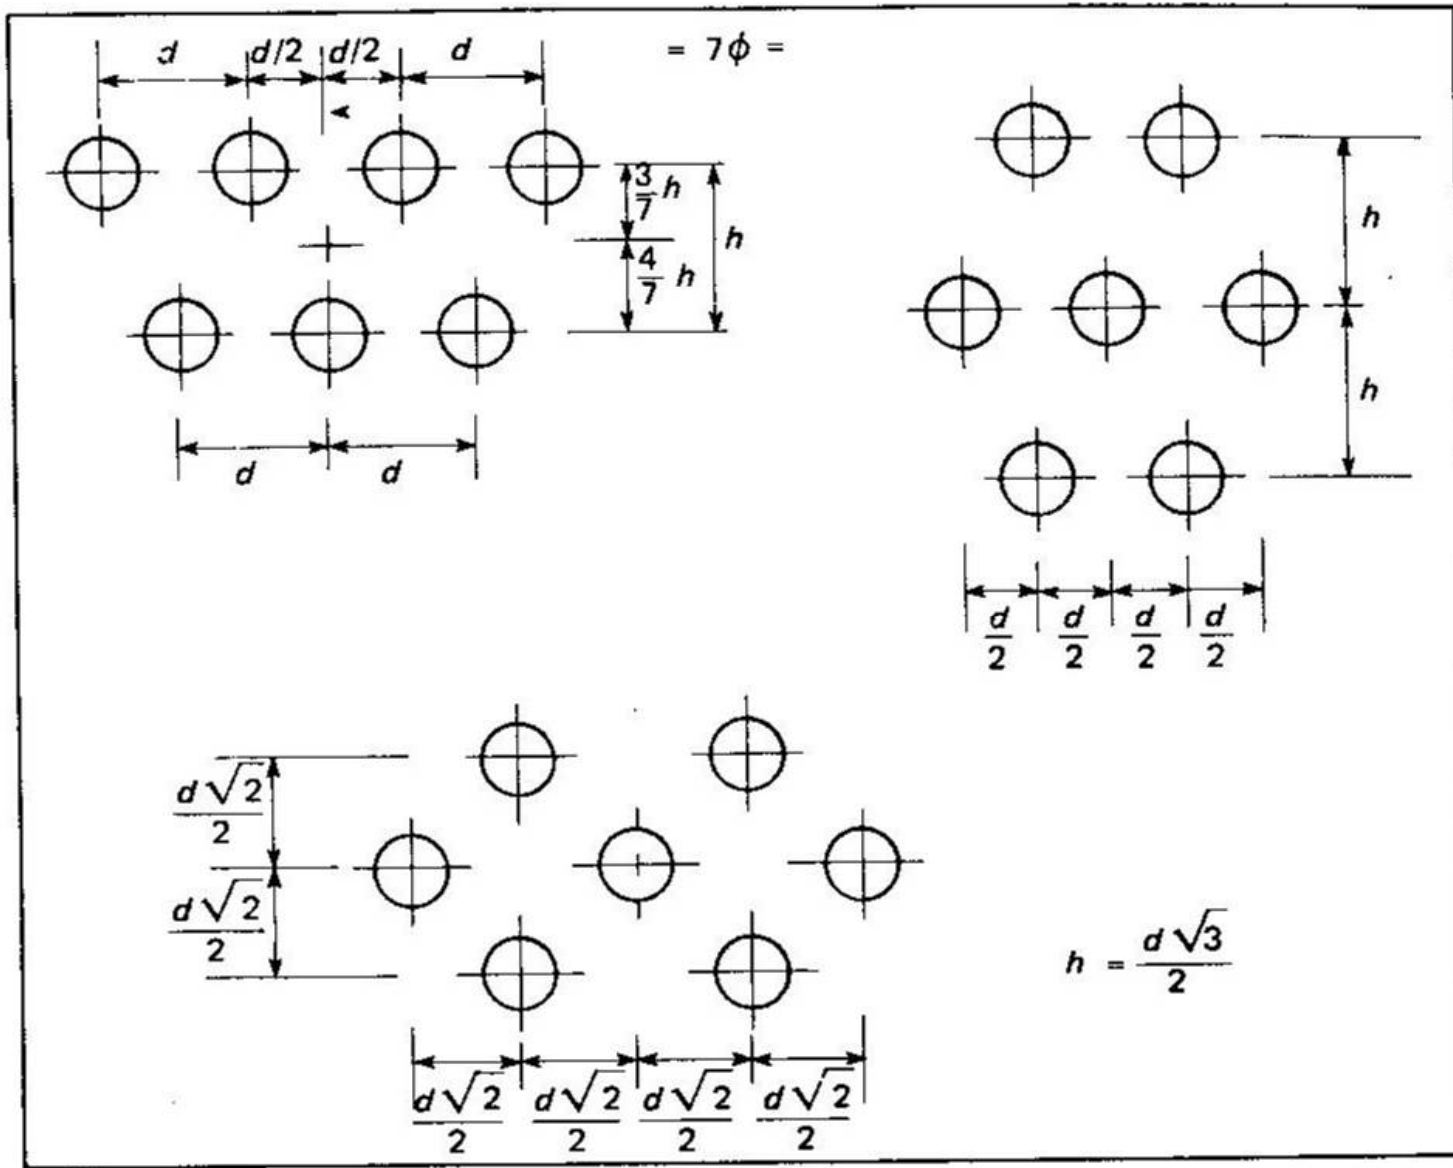 d d/2 d/2 d
= 7ϕ =
3/7 h
h
4/7 h
d d
h
h
d/2 d/2 d/2 d/2
d√2/2
d√2/2
h = d√3/2
d√2/2 d√2/2 d√2/2 d√2/2